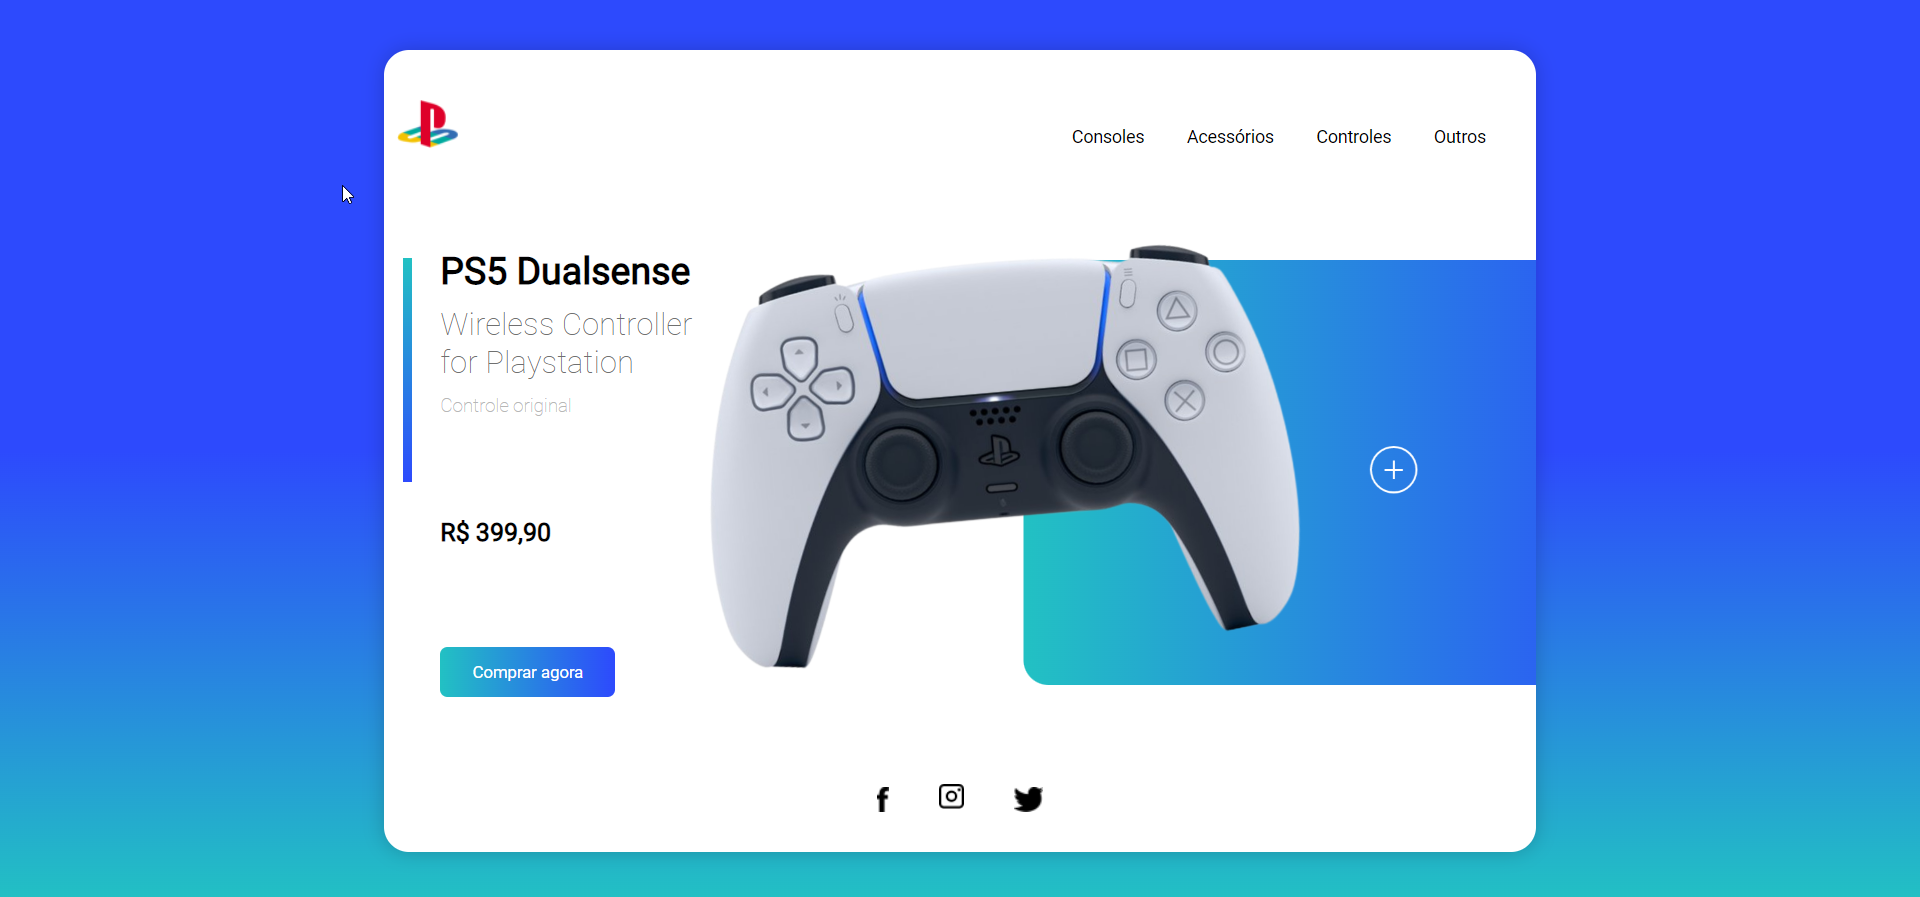 Consoles Acessórios Controles Outros
PS5 Dualsense
Wireless Controller
for Playstation
Controle original
R$ 399,90
Comprar agora